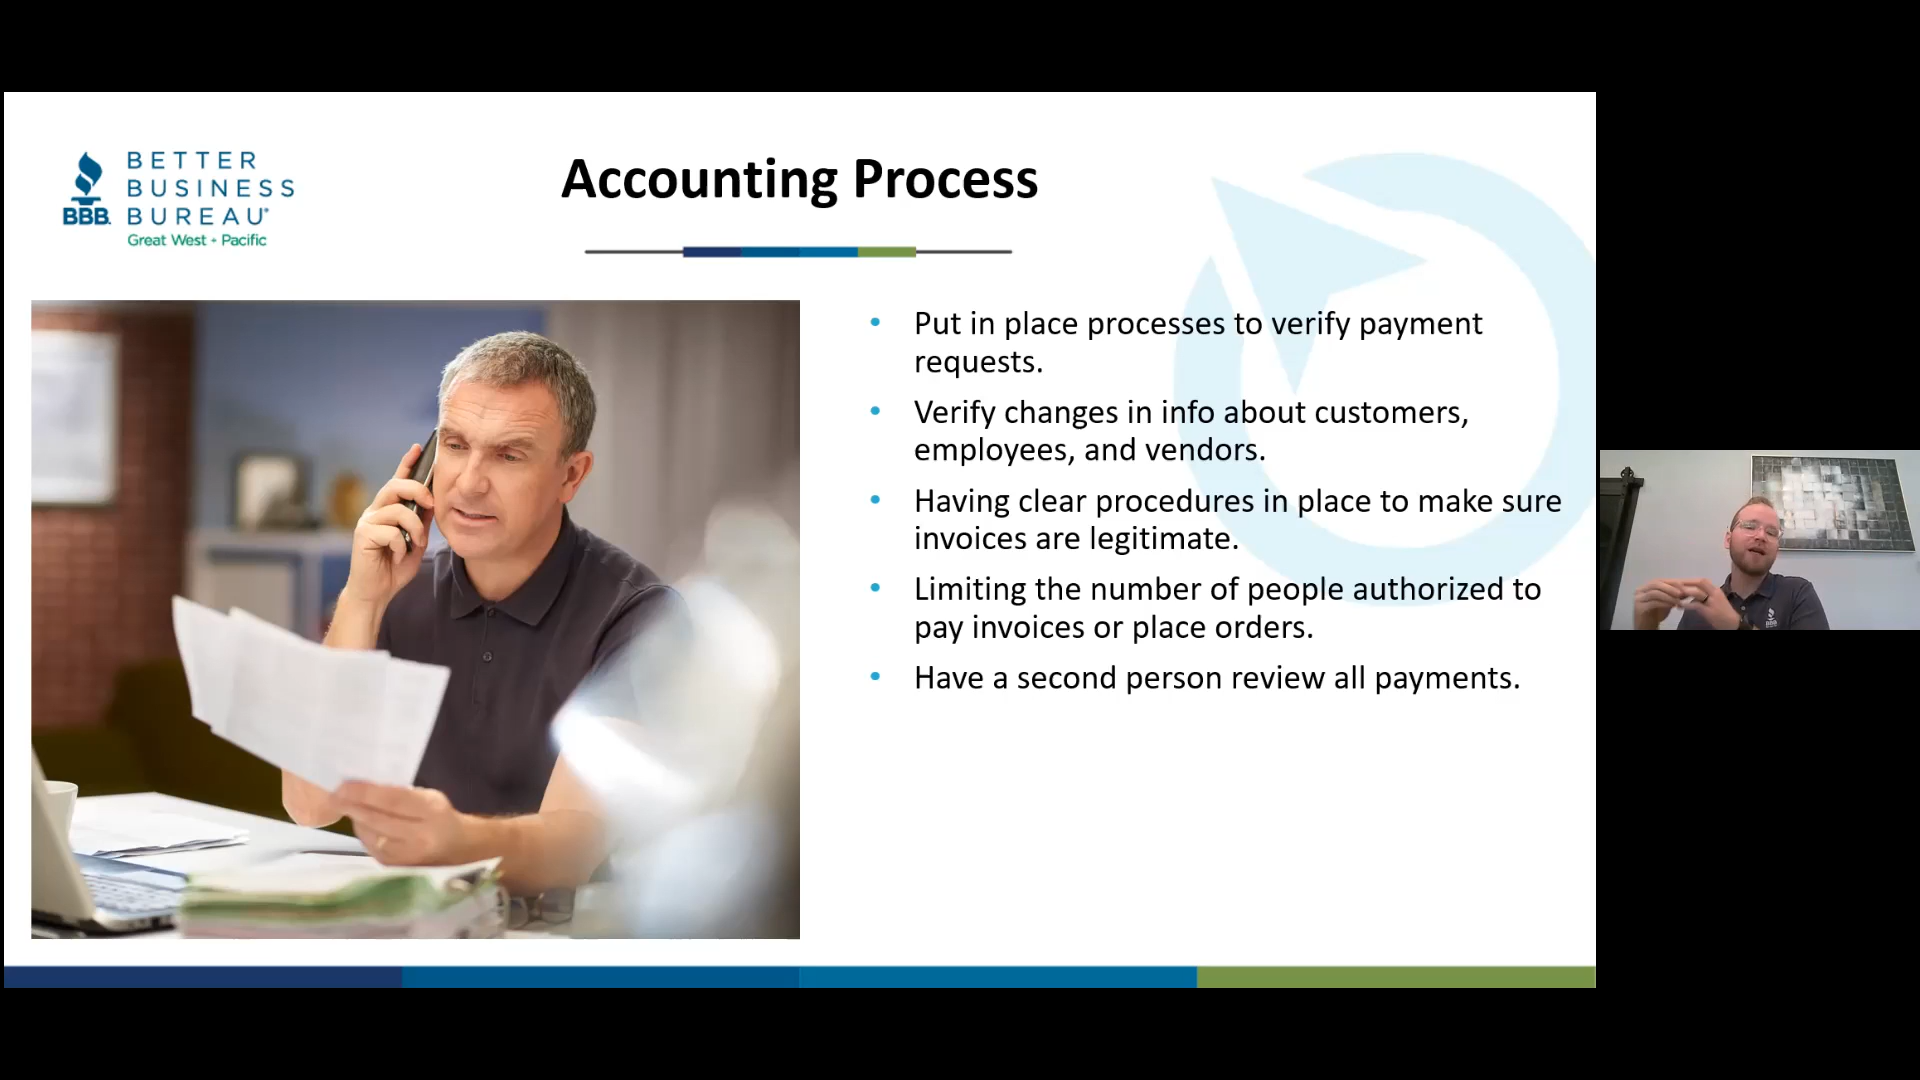 BETTER
BUSINESS
BUREAU®
BBB.
Great West + Pacific
Accounting Process
• Put in place processes to verify payment
requests.
• Verify changes in info about customers,
employees, and vendors.
• Having clear procedures in place to make sure
invoices are legitimate.
• Limiting the number of people authorized to
pay invoices or place orders.
• Have a second person review all payments.
BBB